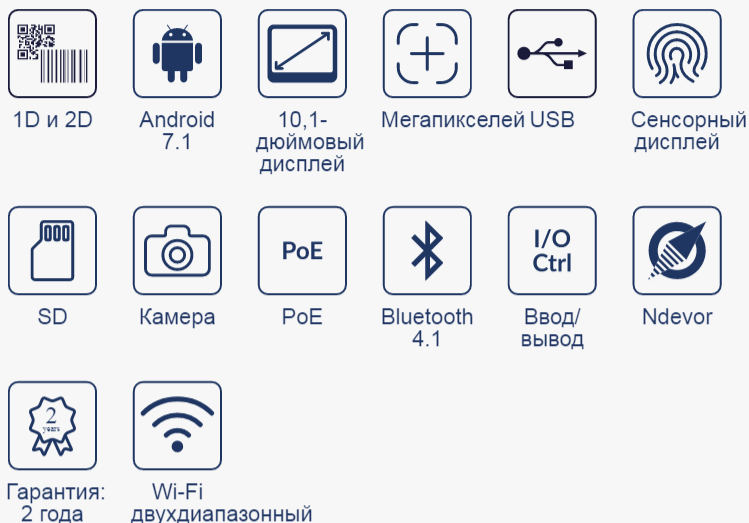 1D и 2D
Android
7.1
10,1-
дюймовый
дисплей
Мегапикселей
USB
Сенсорный
дисплей
PoE
I/O
Ctrl
SD
Камера
PoE
Bluetooth
4.1
Ввод/
вывод
Ndevor
2
years
Гарантия:
2 года
Wi-Fi
двухдиапазонный